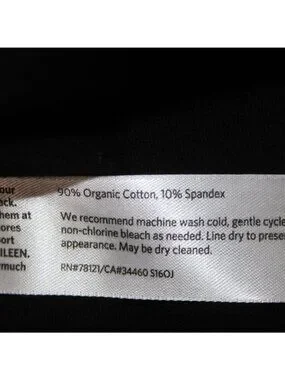 our
ack.
hem at
ores
ort
ILEEN.
much
90% Organic Cotton, 10% Spandex
We recommend machine wash cold, gentle cycle
non-chlorine bleach as needed. Line dry to prese
appearance. May be dry cleaned.
RN#78121/CA#34460 S16OJ